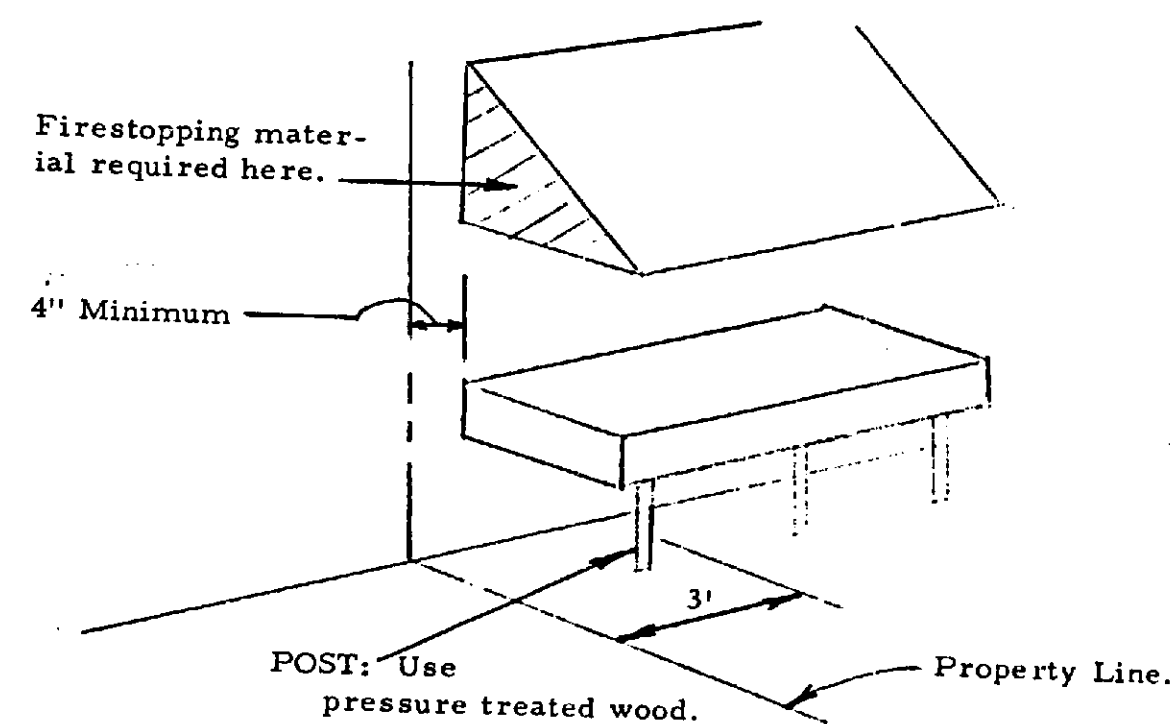 Firestopping mater-
ial required here.
4" Minimum
3'
POST: Use
pressure treated wood.
Property Line.